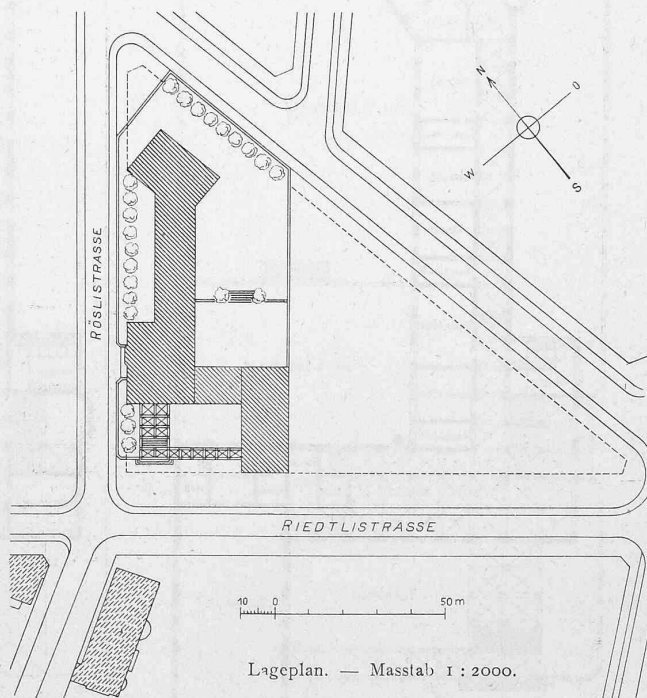 N
O
W
S
RÖSLISTRASSE
RIEDTLISTRASSE
10 0 50 m
Lageplan. — Masstab 1 : 2000.